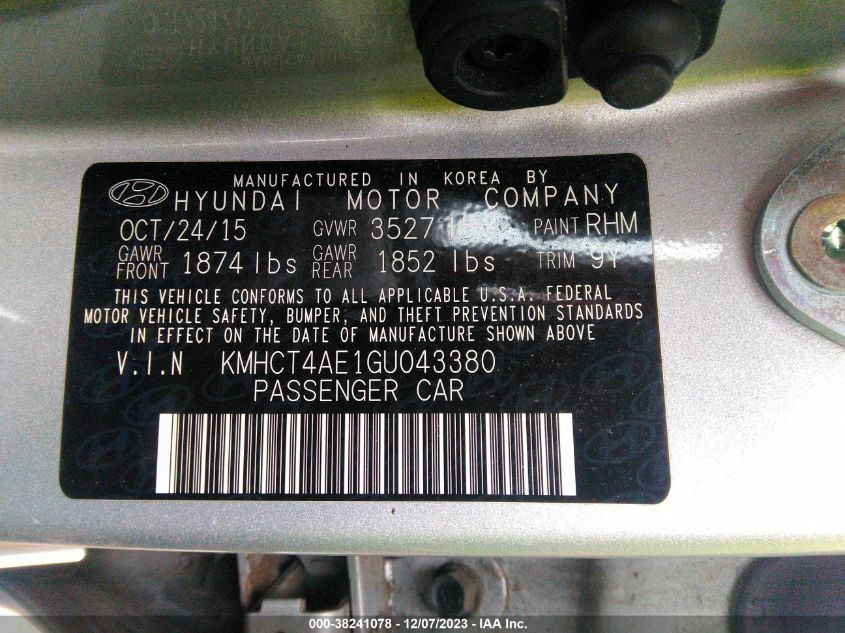 MANUFACTURED IN KOREA BY
HYUNDAI MOTOR COMPANY
OCT/24/15 GVWR 3527 PAINT RHM
GAWR FRONT 1874 lbs GAWR REAR 1852 lbs TRIM 9Y
THIS VEHICLE CONFORMS TO ALL APPLICABLE U.S.A. FEDERAL
MOTOR VEHICLE SAFETY, BUMPER, AND THEFT PREVENTION STANDARDS
IN EFFECT ON THE DATE OF MANUFACTURE SHOWN ABOVE
V.I.N KMHCT4AE1GU043380
PASSENGER CAR
000-38241078 - 12/07/2023 - IAA Inc.